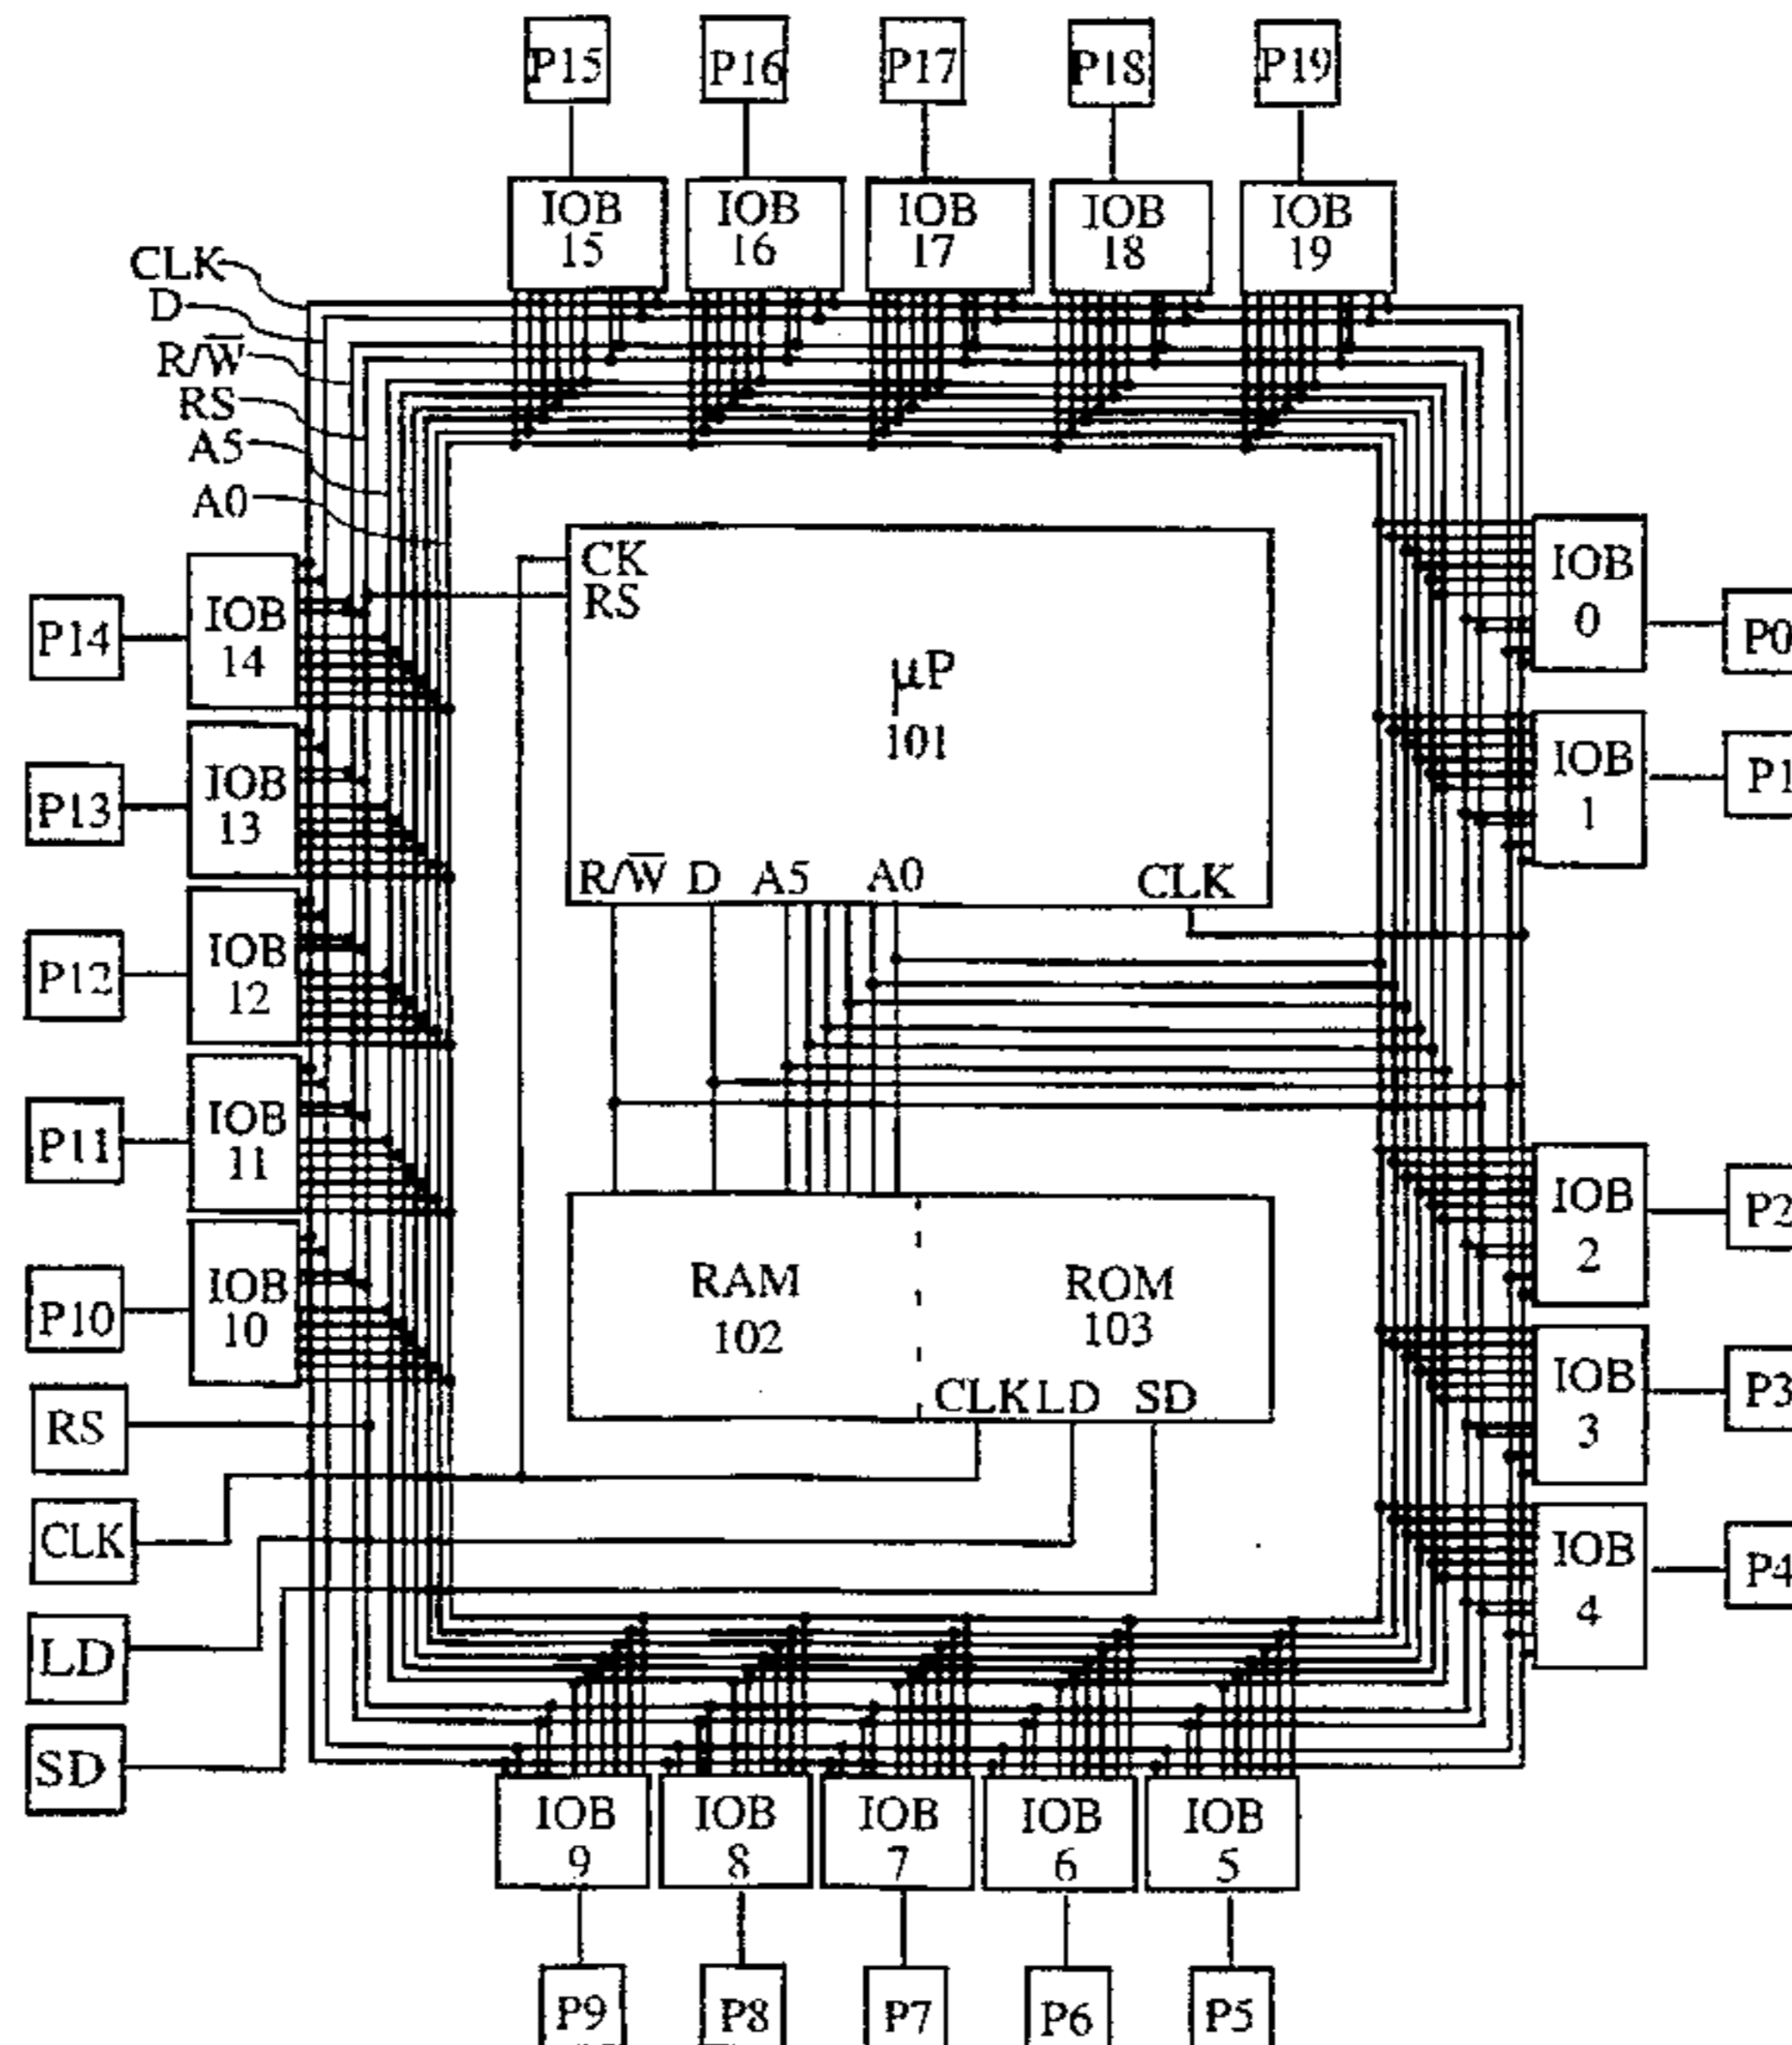 P15 P16 P17 P18 P19
IOB 15
IOB 16
IOB 17
IOB 18
IOB 19
CLK
D
R/W̅
RS
A5
A0
CK
RS
μP
101
R/W̅ D A5 A0 CLK
IOB 14
P14
IOB 13
P13
IOB 12
P12
IOB 11
P11
IOB 10
P10
RS
CLK
LD
SD
IOB 0
P0
IOB 1
P1
IOB 2
P2
IOB 3
P3
IOB 4
P4
RAM
102
ROM
103
CLK LD SD
IOB 9
IOB 8
IOB 7
IOB 6
IOB 5
P9 P8 P7 P6 P5